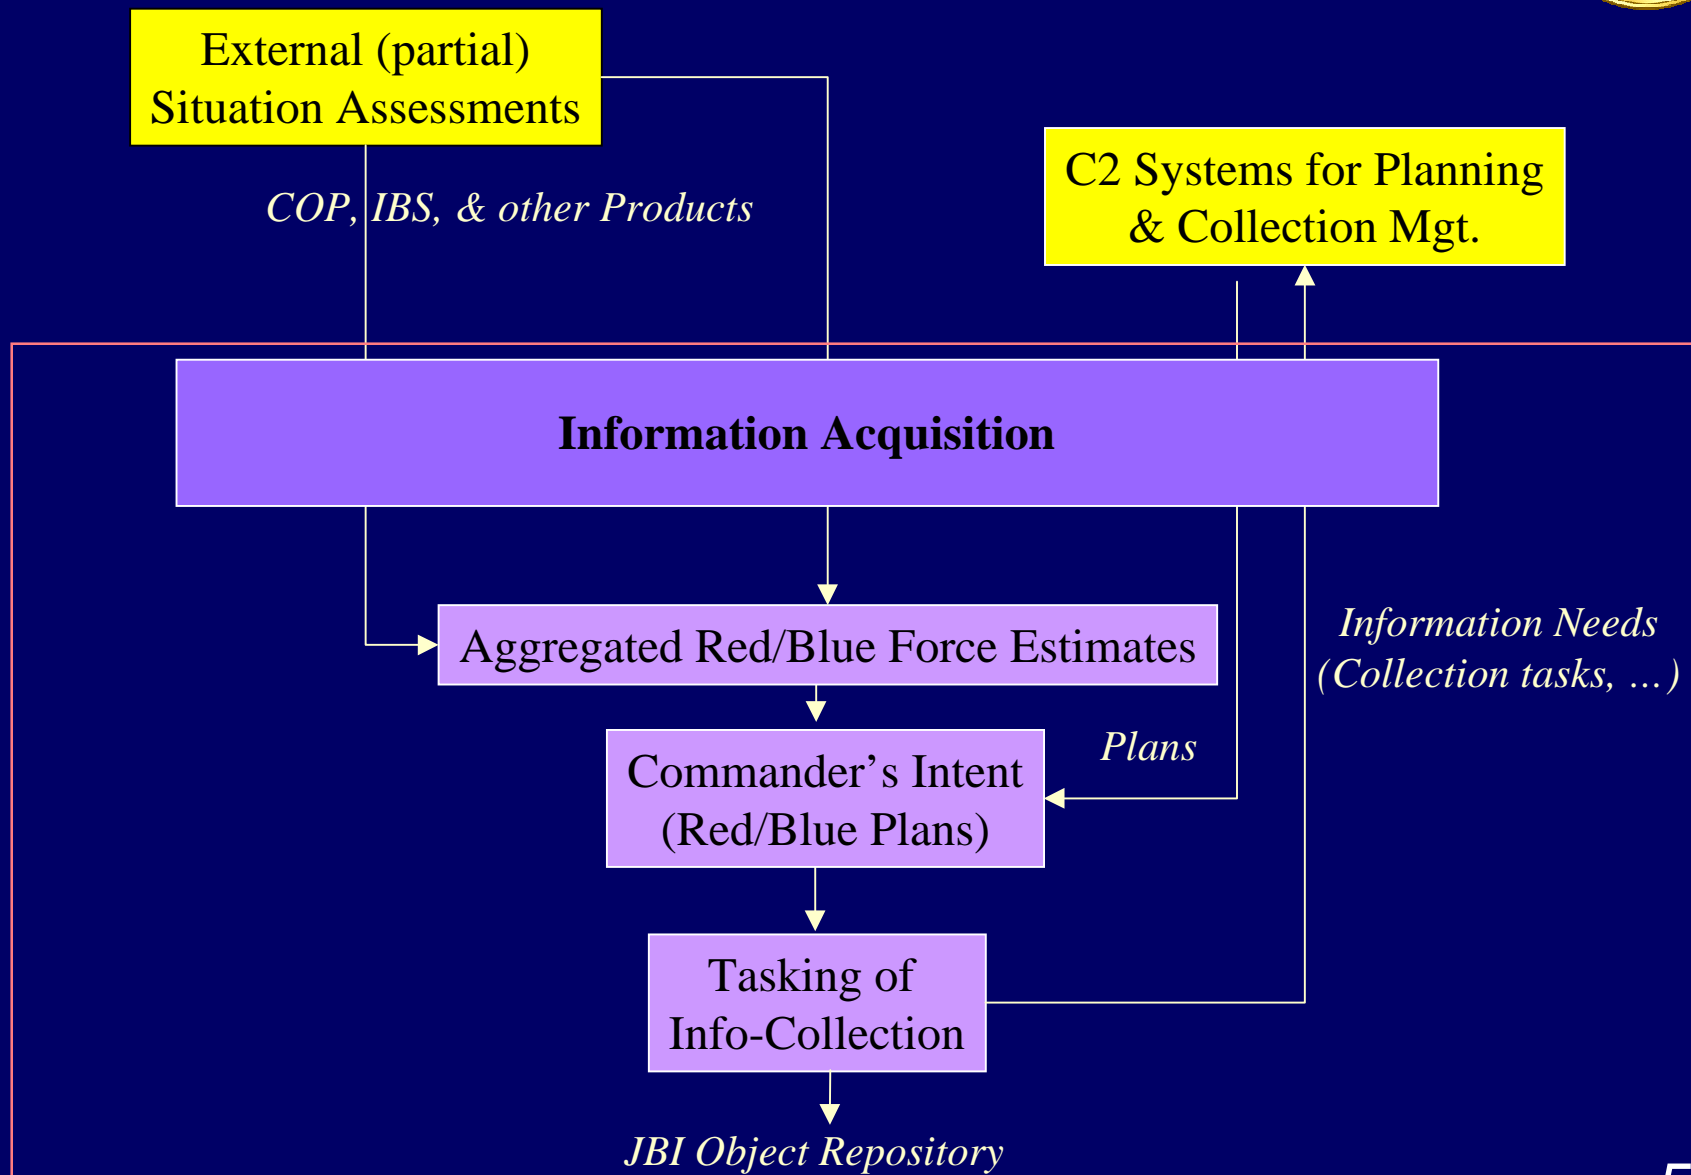 External (partial)
Situation Assessments
C2 Systems for Planning
& Collection Mgt.
COP, IBS, & other Products
Information Acquisition
Aggregated Red/Blue Force Estimates
Information Needs
(Collection tasks, …)
Plans
Commander’s Intent
(Red/Blue Plans)
Tasking of
Info-Collection
JBI Object Repository